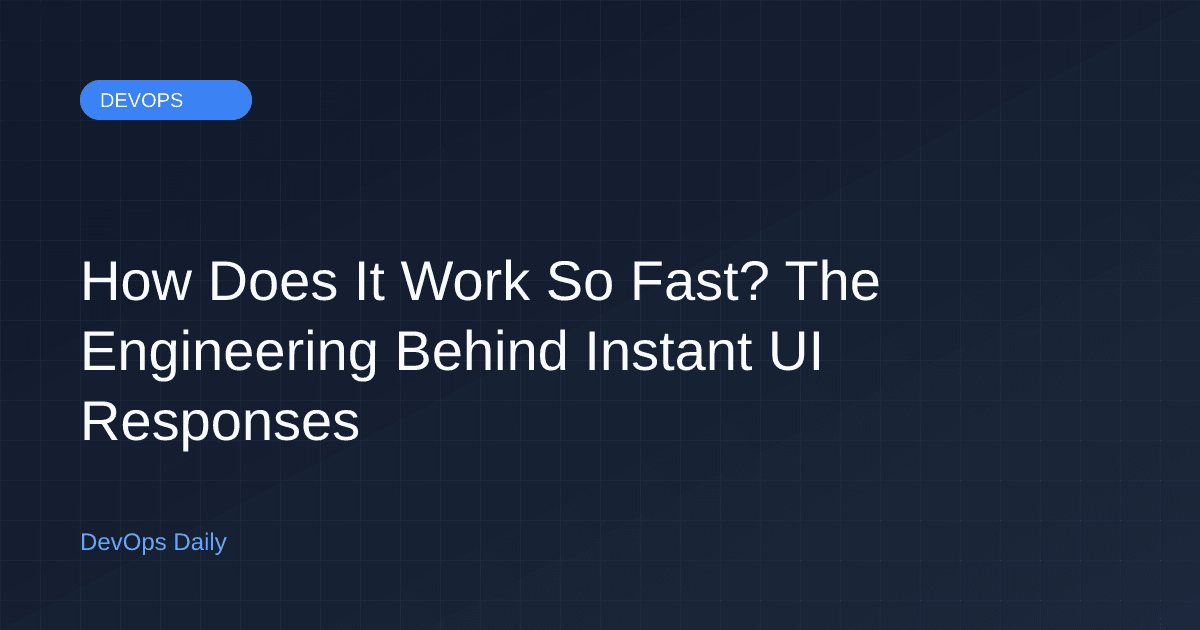 DEVOPS
How Does It Work So Fast? The
Engineering Behind Instant UI
Responses
DevOps Daily